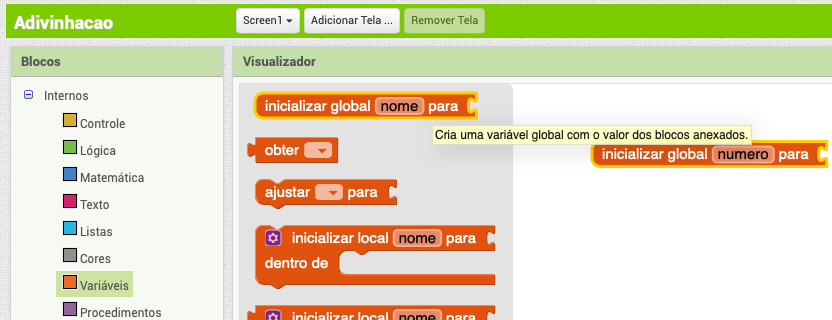 Adivinhacao
Screen1 Adicionar Tela ... Remover Tela
Blocos
Visualizador
Internos
Controle
Lógica
Matemática
Texto
Listas
Cores
Variáveis
Procedimentos
inicializar global nome para
Cria uma variável global com o valor dos blocos anexados.
inicializar global numero para
obter
ajustar para
inicializar local nome para
dentro de
inicializar local nome para